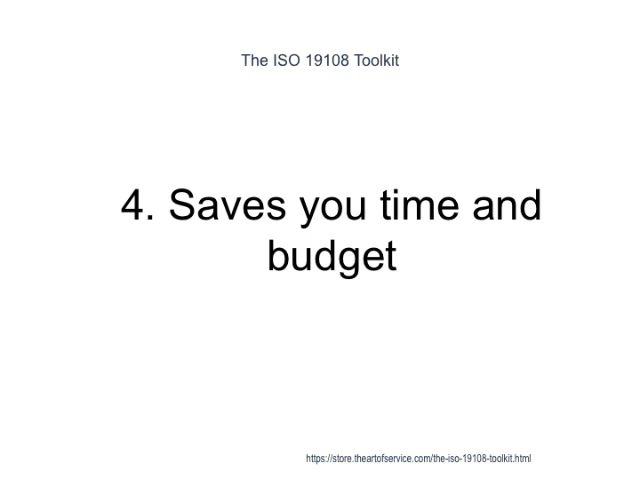 The ISO 19108 Toolkit
4. Saves you time and
budget
https://store.theartofservice.com/the-iso-19108-toolkit.html